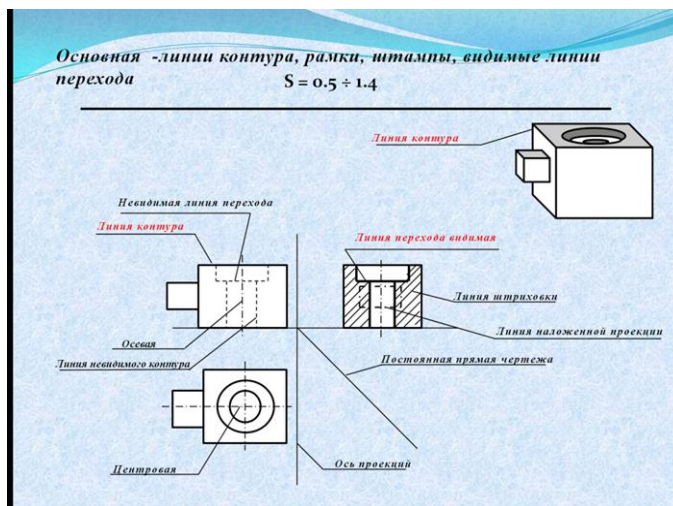 Основная -линии контура, рамки, штампы, видимые линии
перехода S = 0.5 ÷ 1.4
Линия контура
Невидимая линия перехода
Линия контура
Линия перехода видимая
Линия штриховки
Линия наложенной проекции
Осевая
Линия невидимого контура
Постоянная прямая чертежа
Центровая
Ось проекций